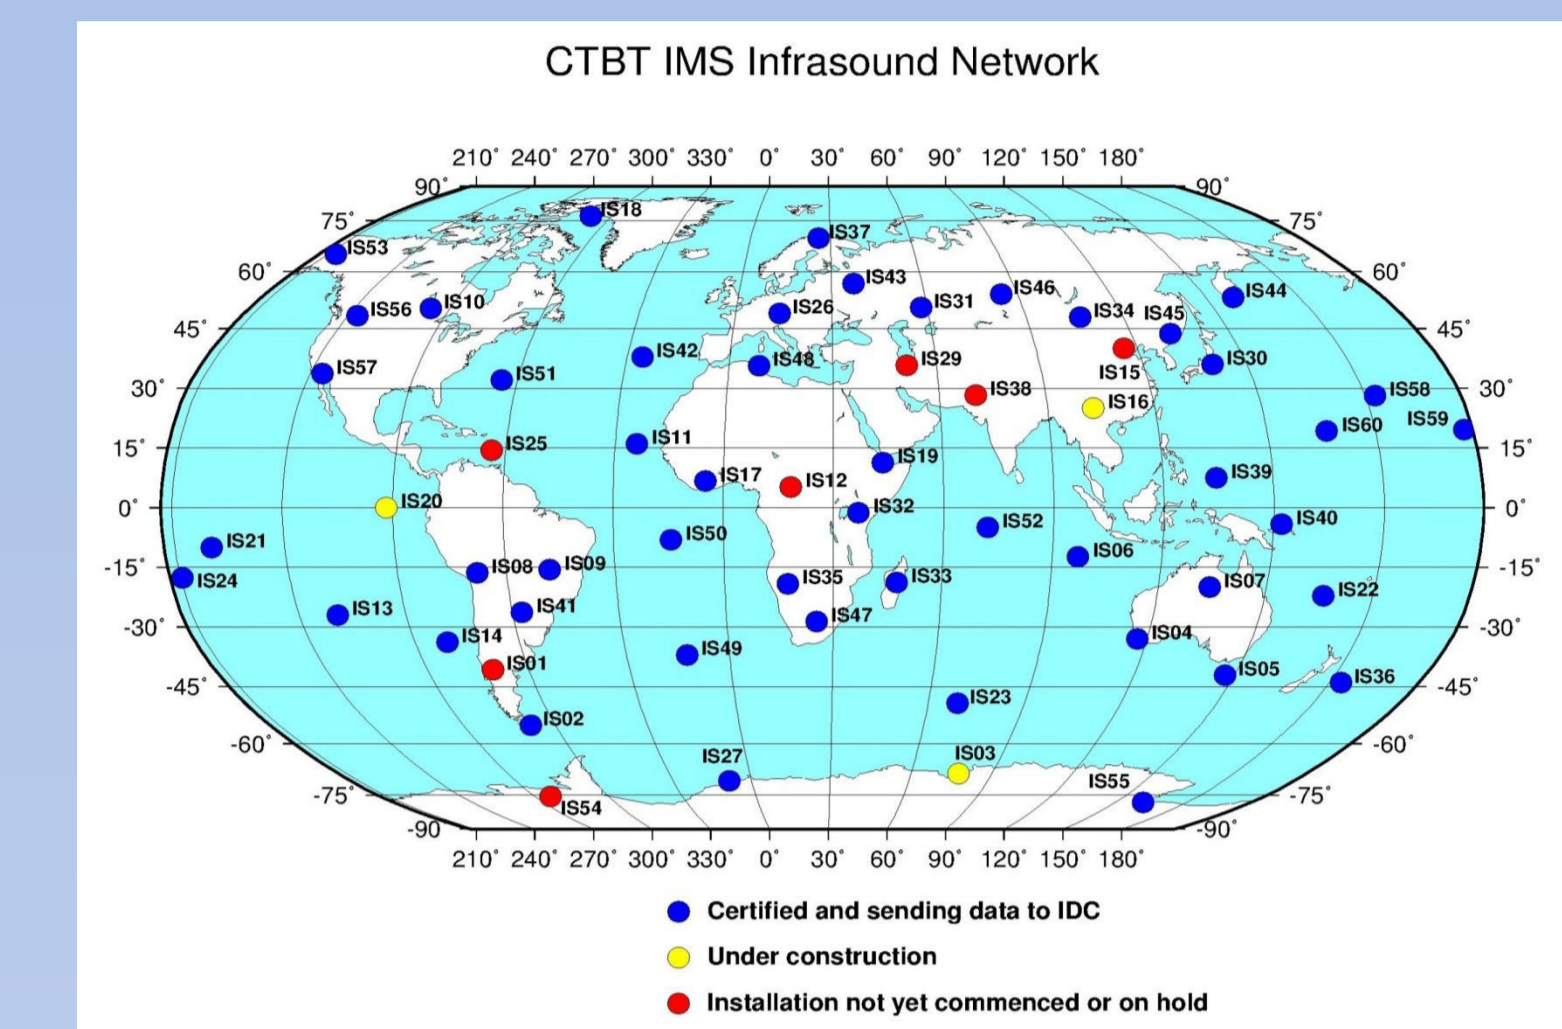 CTBT IMS Infrasound Network
210˚ 240˚ 270˚ 300˚ 330˚ 0˚ 30˚ 60˚ 90˚ 120˚ 150˚ 180˚
90˚ 90˚
IS18
75˚ 75˚
IS37
IS53
60˚ 60˚
IS43
IS46
IS44
IS56 IS10 IS26 IS31 IS34 IS45
45˚ 45˚
IS42 IS48 IS29 IS30
IS57 IS51 IS15
30˚ IS38 IS58 30˚
IS16
IS60 IS59
IS25 IS11
15˚ 15˚
IS19
IS17 IS12 IS39
0˚ IS20 IS32 0˚
IS52 IS40
IS21 IS50
IS06
-15˚ IS08 IS09 -15˚
IS24 IS35 IS33 IS07 IS22
IS13 IS41 IS47
-30˚ -30˚
IS14 IS04
IS49
IS01
IS05 IS36
-45˚ -45˚
IS23
IS02
-60˚ -60˚
IS27 IS03
IS55
-75˚ -75˚
IS54
-90˚ -90˚
210˚ 240˚ 270˚ 300˚ 330˚ 0˚ 30˚ 60˚ 90˚ 120˚ 150˚ 180˚
Certified and sending data to IDC
Under construction
Installation not yet commenced or on hold